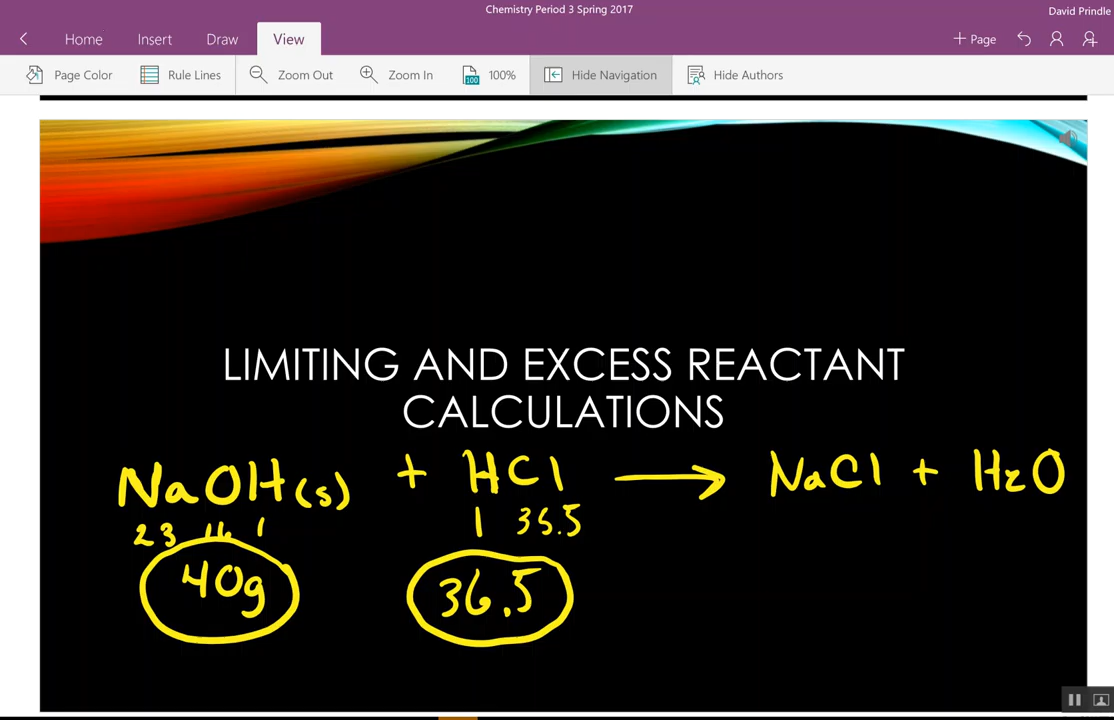 Chemistry Period 3 Spring 2017
David Prindle
Home Insert Draw View
+ Page
Page Color Rule Lines Zoom Out Zoom In 100% Hide Navigation Hide Authors
LIMITING AND EXCESS REACTANT
CALCULATIONS
NaOH(s) + HCl → NaCl + H2O
23 16 1 1 35.5
40g 36.5